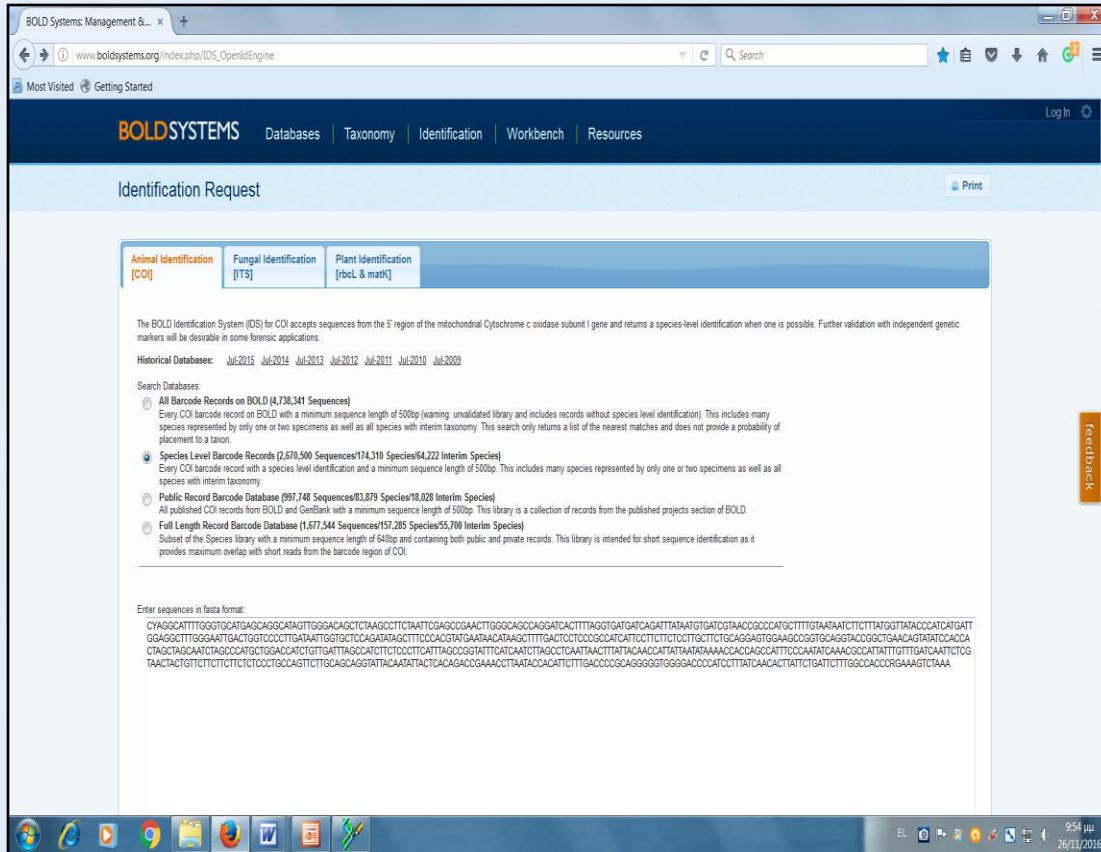 BOLD Systems: Management &... × +
www.boldsystems.org/index.php/IDS_OpenIdEngine
Search
Most Visited Getting Started
Log In
BOLDSYSTEMS Databases | Taxonomy | Identification | Workbench | Resources
Identification Request
Print
Animal Identification [COI]
Fungal Identification [ITS]
Plant Identification [rbcL & matK]
The BOLD Identification System (IDS) for COI accepts sequences from the 5' region of the mitochondrial Cytochrome c oxidase subunit I gene and returns a species-level identification when one is possible. Further validation with independent genetic
markers will be desirable in some forensic applications.
Historical Databases: Jul-2015 Jul-2014 Jul-2013 Jul-2012 Jul-2011 Jul-2010 Jul-2009
Search Databases:
All Barcode Records on BOLD (4,738,341 Sequences)
Every COI barcode record on BOLD with a minimum sequence length of 500bp (warning: unvalidated library and includes records without species level identification). This includes many
species represented by only one or two specimens as well as all species with interim taxonomy. This search only returns a list of the nearest matches and does not provide a probability of
placement to a taxon.
Species Level Barcode Records (2,670,500 Sequences/174,310 Species/64,222 Interim Species)
Every COI barcode record with a species level identification and a minimum sequence length of 500bp. This includes many species represented by only one or two specimens as well as all
species with interim taxonomy.
Public Record Barcode Database (997,748 Sequences/83,879 Species/18,028 Interim Species)
All published COI records from BOLD and GenBank with a minimum sequence length of 500bp. This library is a collection of records from the published projects section of BOLD.
Full Length Record Barcode Database (1,677,544 Sequences/157,285 Species/55,700 Interim Species)
Subset of the Species library with a minimum sequence length of 640bp and containing both public and private records. This library is intended for short sequence identification as it
provides maximum overlap with short reads from the barcode region of COI.
feedback
Enter sequences in fasta format:
EL
9:54 μμ
26/11/2016